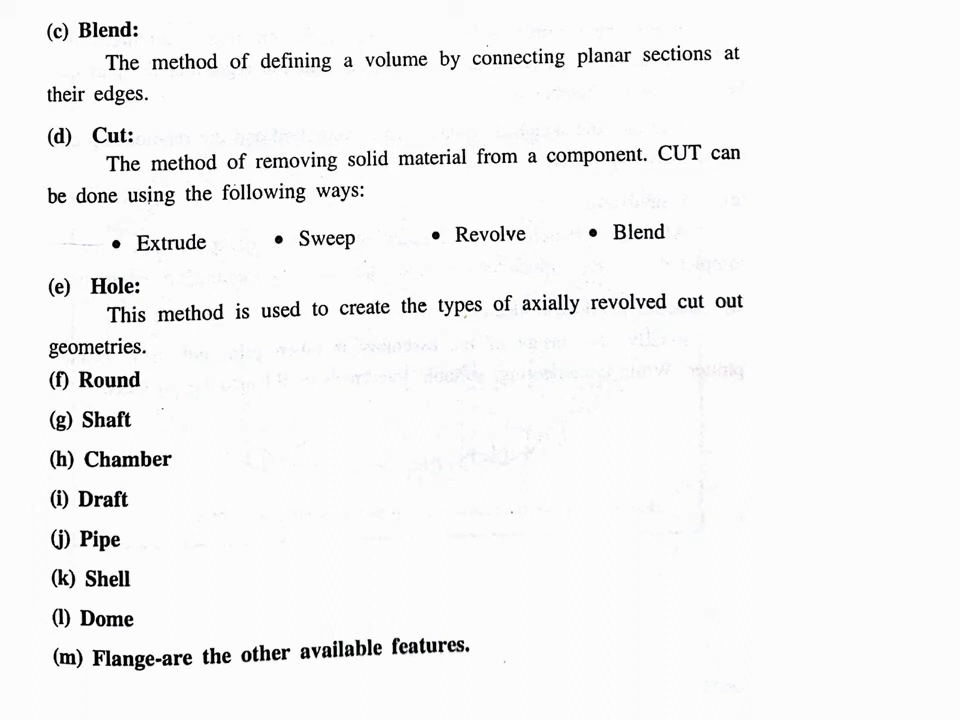 (c) Blend:
The method of defining a volume by connecting planar sections at
their edges.
(d) Cut:
The method of removing solid material from a component. CUT can
be done using the following ways:
• Extrude • Sweep • Revolve • Blend
(e) Hole:
This method is used to create the types of axially revolved cut out
geometries.
(f) Round
(g) Shaft
(h) Chamber
(i) Draft
(j) Pipe
(k) Shell
(l) Dome
(m) Flange-are the other available features.